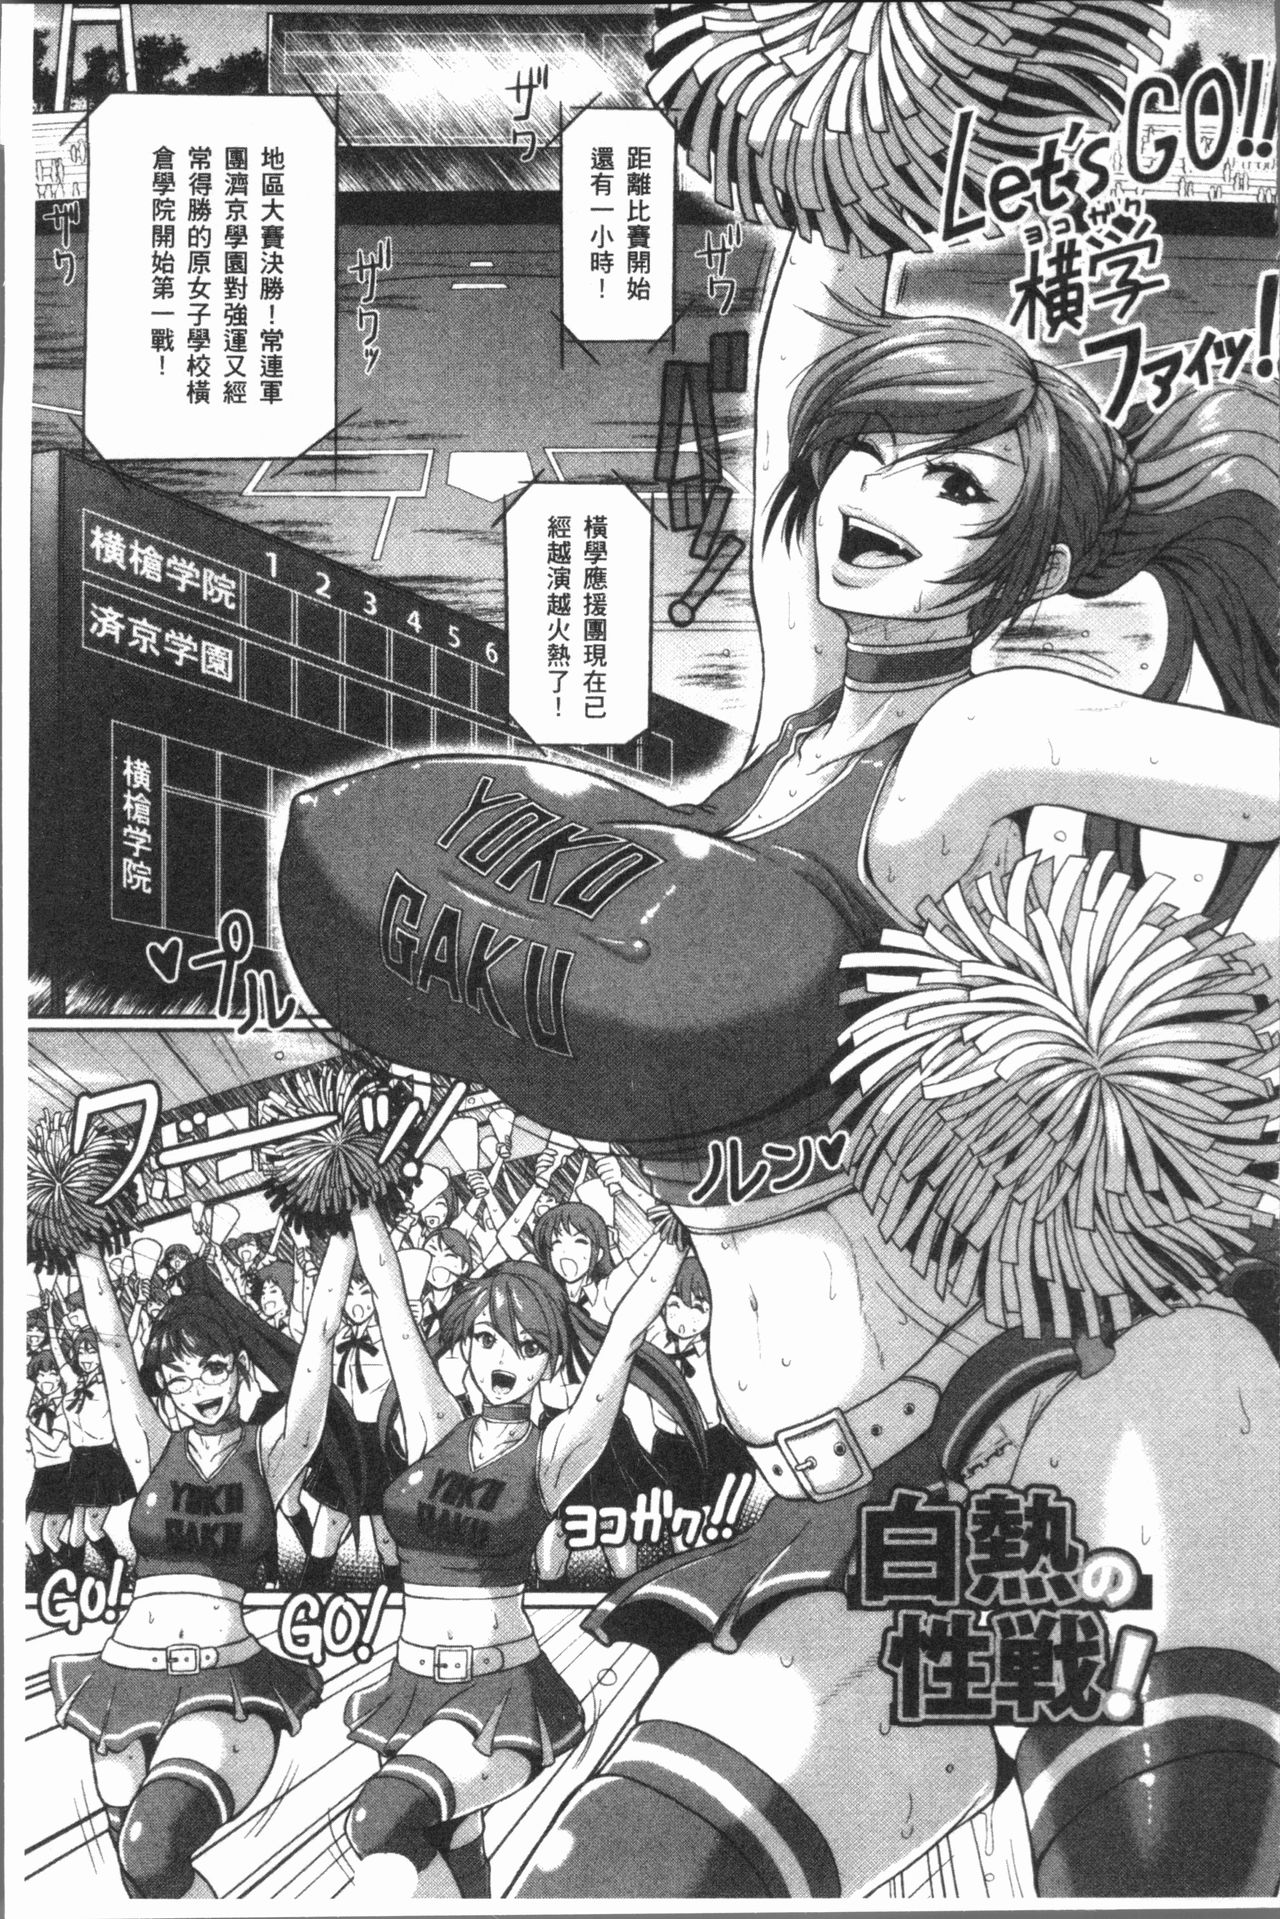 Let's GO!!
ヨコガク
横学
ファイッ!
ザワ
ザワ
距離比賽開始
還有一小時！
地區大賽決勝！常連軍
團濟京學園對強運又經
常得勝的原女子學校橫
倉學院開始第一戰！
ザワ
ザワッ
ガッ
橫學應援團現在已
經越演越火熱了！
1 2 3 4 5 6
横槍学院
済京学園
横槍学院
YOKO
GAKU
プル
ルン
ワーッ!!
ヨコガク!!
YOKO
GAKU
YOKO
GAKU
GO!
GO!
白熱の
性戦!